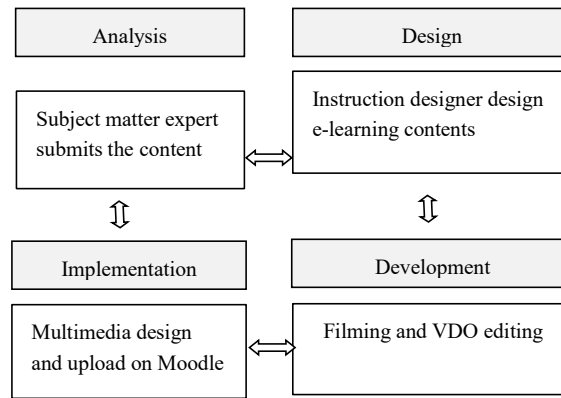 Analysis
Design
Subject matter expert
submits the content
Instruction designer design
e-learning contents
Implementation
Development
Multimedia design
and upload on Moodle
Filming and VDO editing